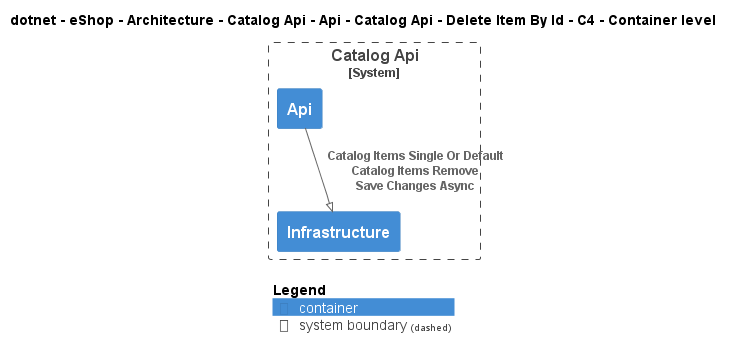 dotnet - eShop - Architecture - Catalog Api - Api - Catalog Api - Delete Item By Id - C4 - Container level
Catalog Api
[System]
Api
Catalog Items Single Or Default
Catalog Items Remove
Save Changes Async
Infrastructure
Legend
container
system boundary (dashed)